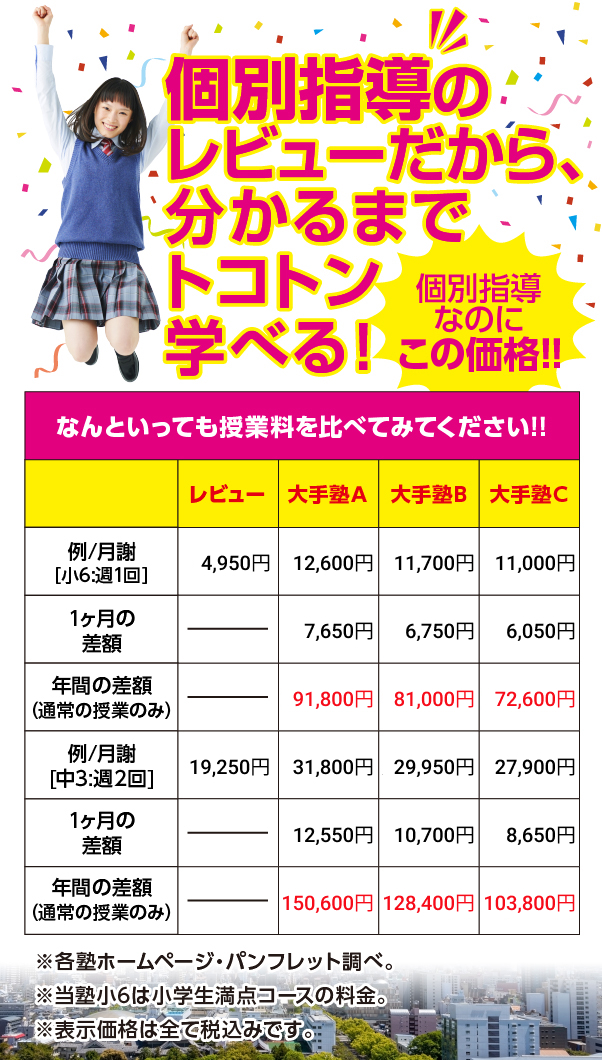 個別指導の
レビューだから、
分かるまで
トコトン
学べる！
個別指導
なのに
この価格!!
なんといっても授業料を比べてみてください!!
レビュー 大手塾A 大手塾B 大手塾C
例/月謝
[小6:週1回]
4,950円 12,600円 11,700円 11,000円
1ヶ月の
差額
7,650円 6,750円 6,050円
年間の差額
(通常の授業のみ)
91,800円 81,000円 72,600円
例/月謝
[中3:週2回]
19,250円 31,800円 29,950円 27,900円
1ヶ月の
差額
12,550円 10,700円 8,650円
年間の差額
(通常の授業のみ)
150,600円 128,400円 103,800円
※各塾ホームページ・パンフレット調べ。
※当塾小6は小学生満点コースの料金。
※表示価格は全て税込みです。